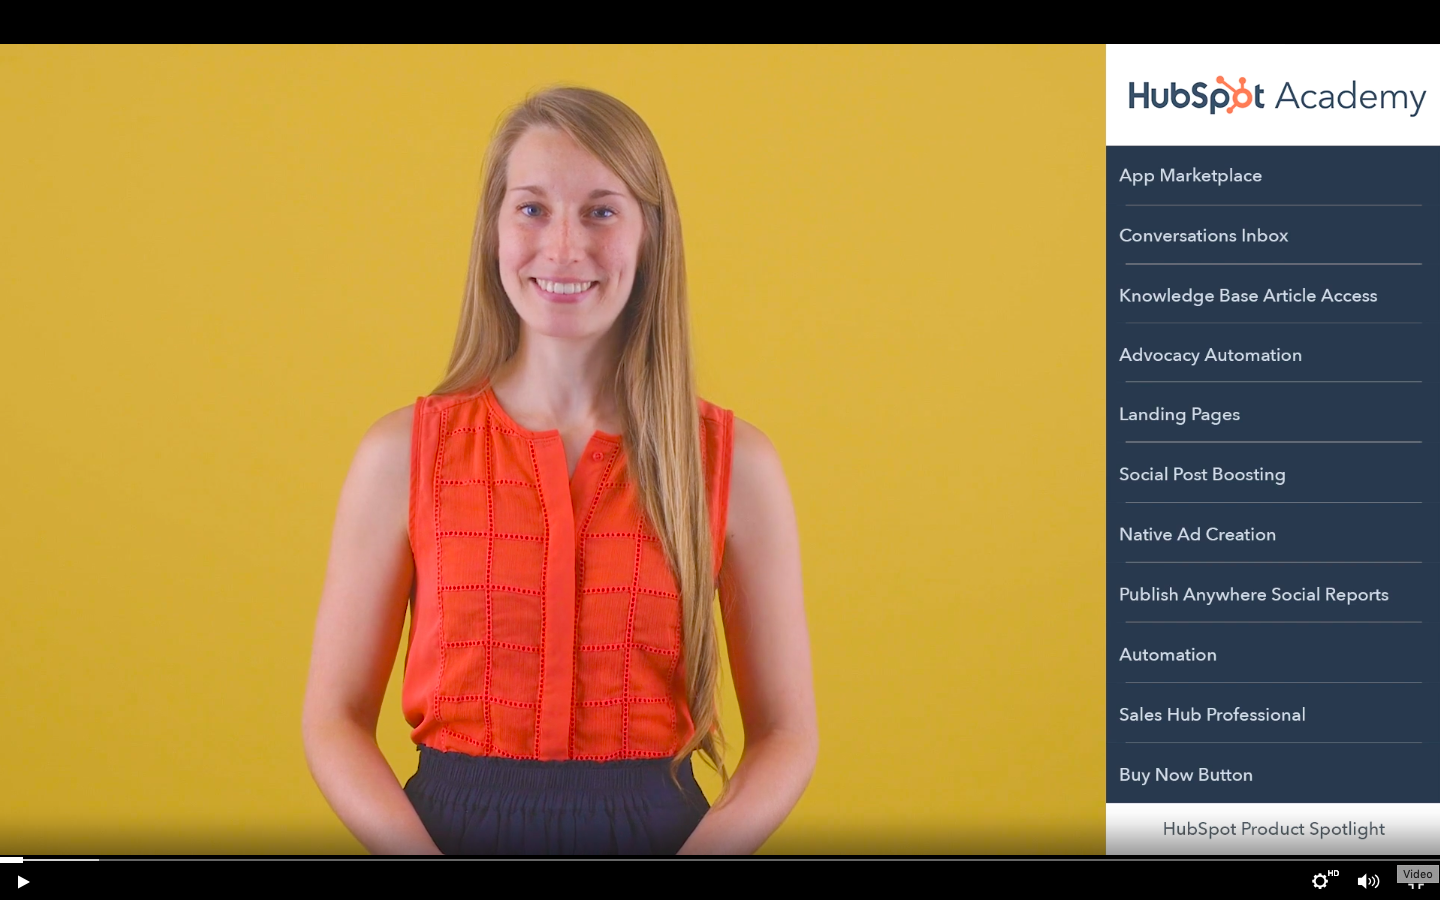 HubSpot Academy
App Marketplace
Conversations Inbox
Knowledge Base Article Access
Advocacy Automation
Landing Pages
Social Post Boosting
Native Ad Creation
Publish Anywhere Social Reports
Automation
Sales Hub Professional
Buy Now Button
HubSpot Product Spotlight
HD
Video